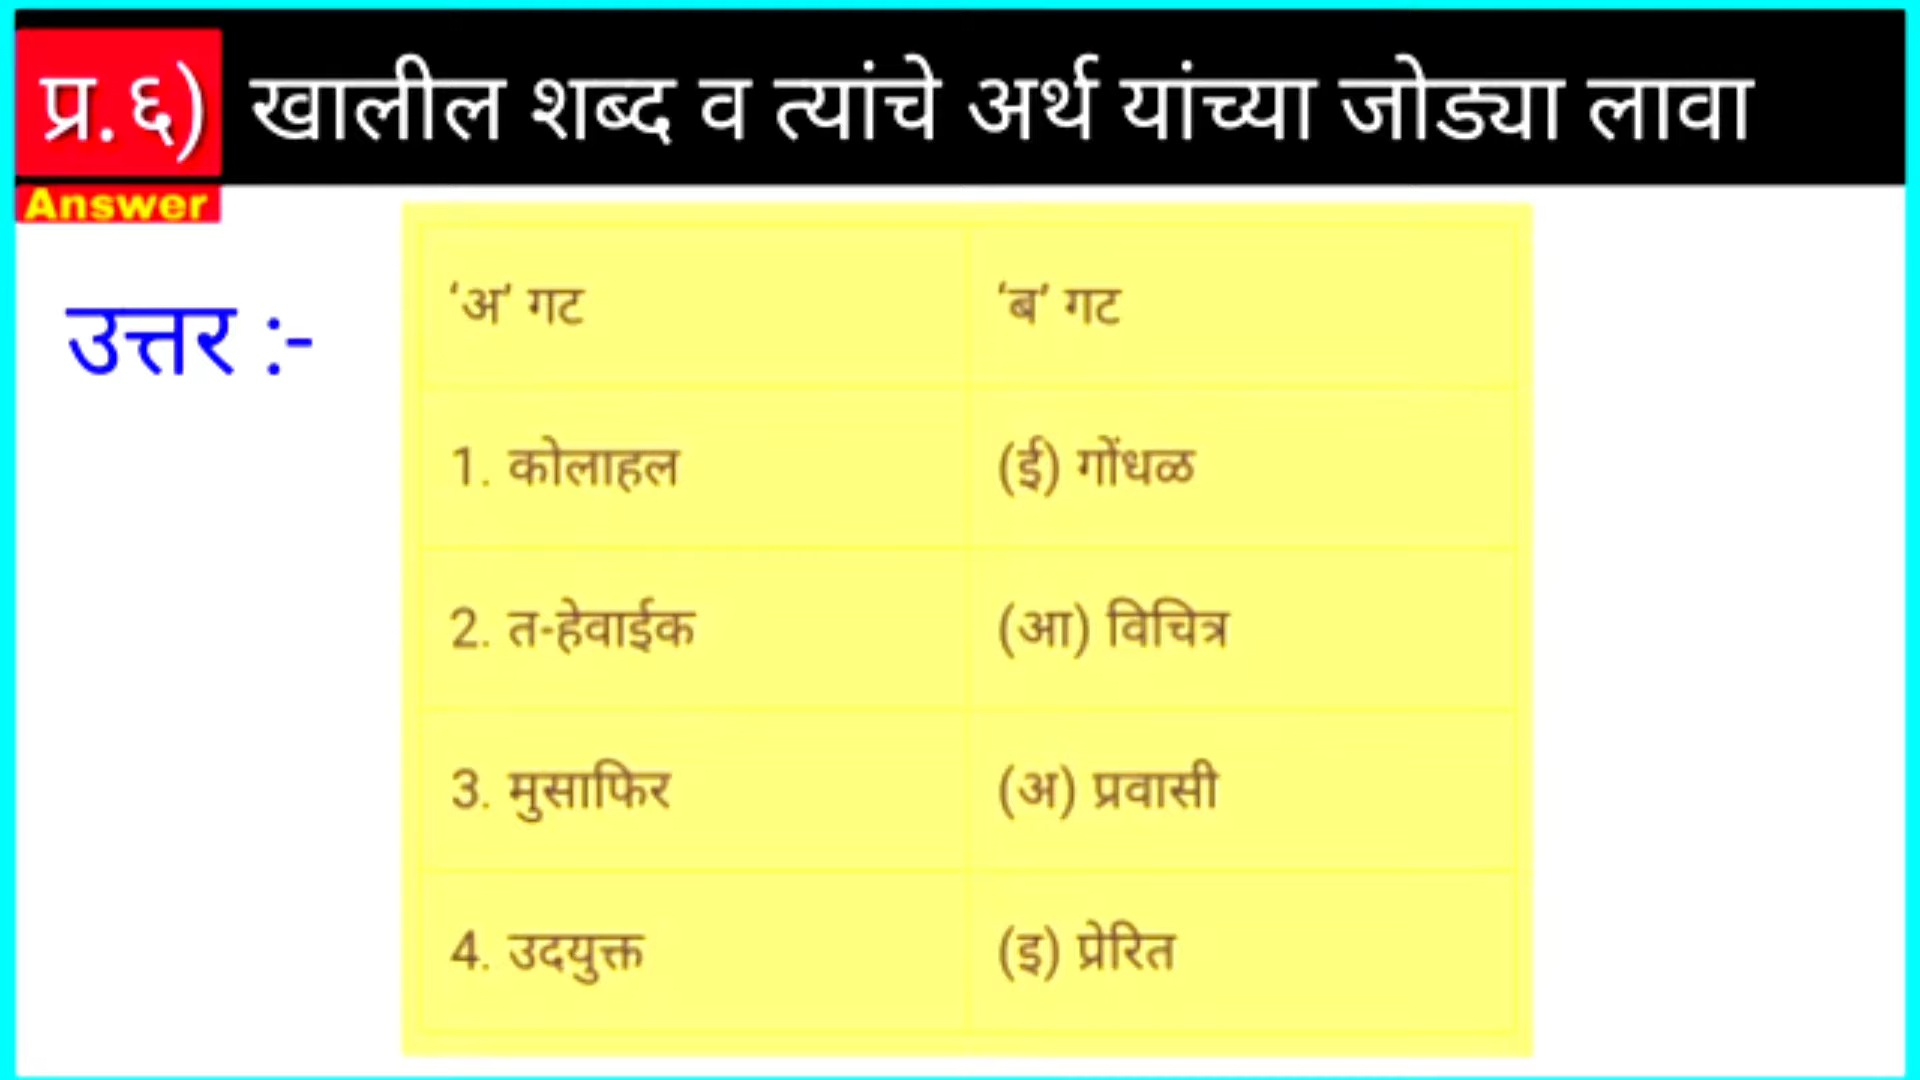 प्र.६) खालील शब्द व त्यांचे अर्थ यांच्या जोड्या लावा
Answer
उत्तर :-
‘अ’ गट ‘ब’ गट
1. कोलाहल (ई) गोंधळ
2. त-हेवाईक (आ) विचित्र
3. मुसाफिर (अ) प्रवासी
4. उदयुक्त (इ) प्रेरित